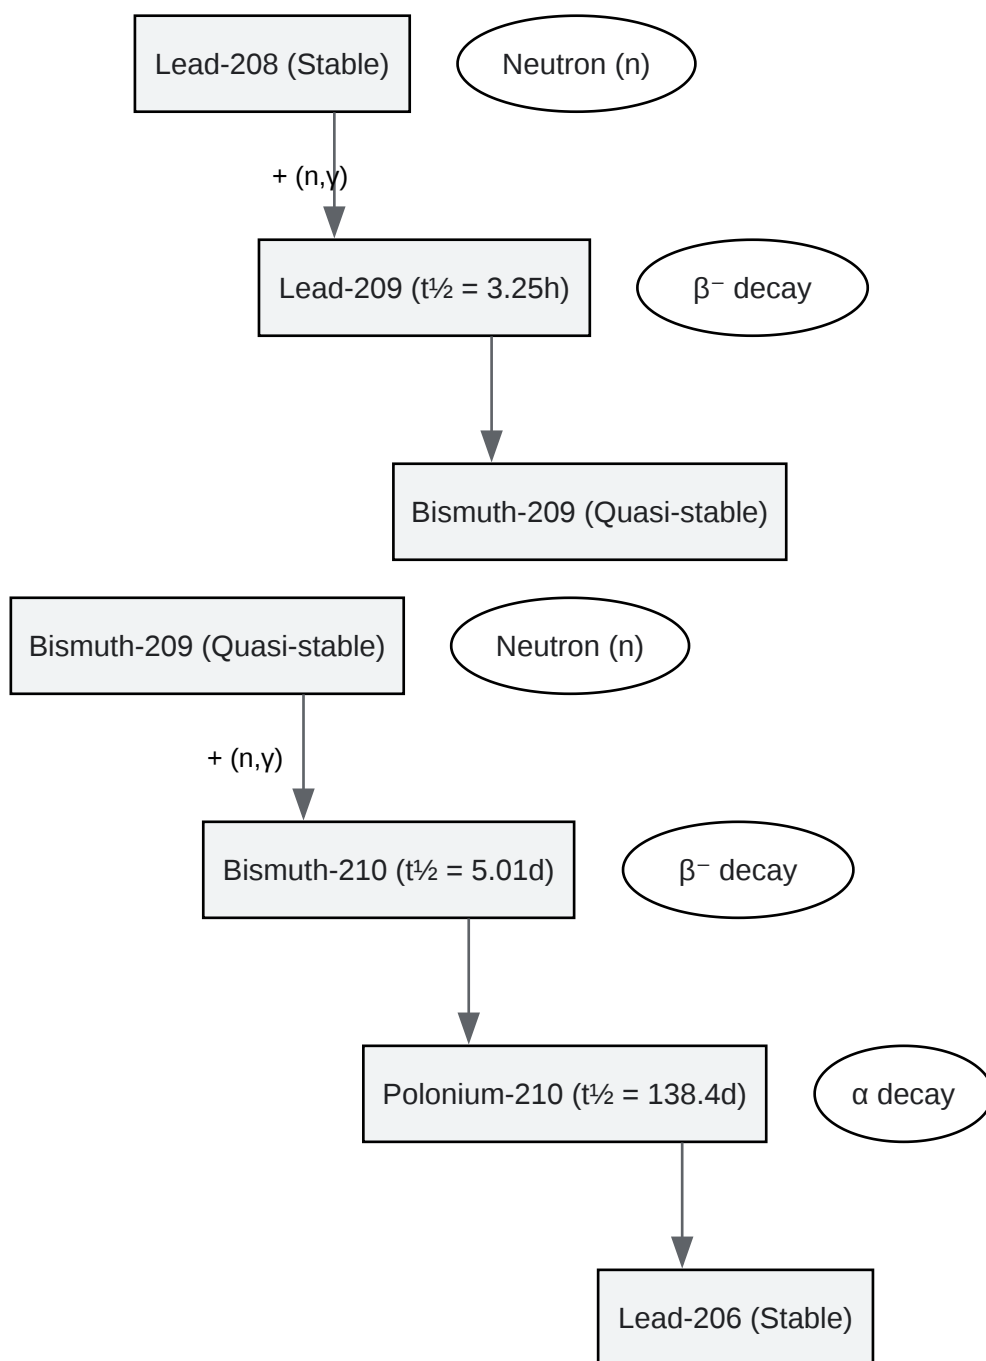 Lead-208 (Stable)
Neutron (n)
+ (n,γ)
Lead-209 (t½ = 3.25h)
β⁻ decay
Bismuth-209 (Quasi-stable)
Bismuth-209 (Quasi-stable)
Neutron (n)
+ (n,γ)
Bismuth-210 (t½ = 5.01d)
β⁻ decay
Polonium-210 (t½ = 138.4d)
α decay
Lead-206 (Stable)